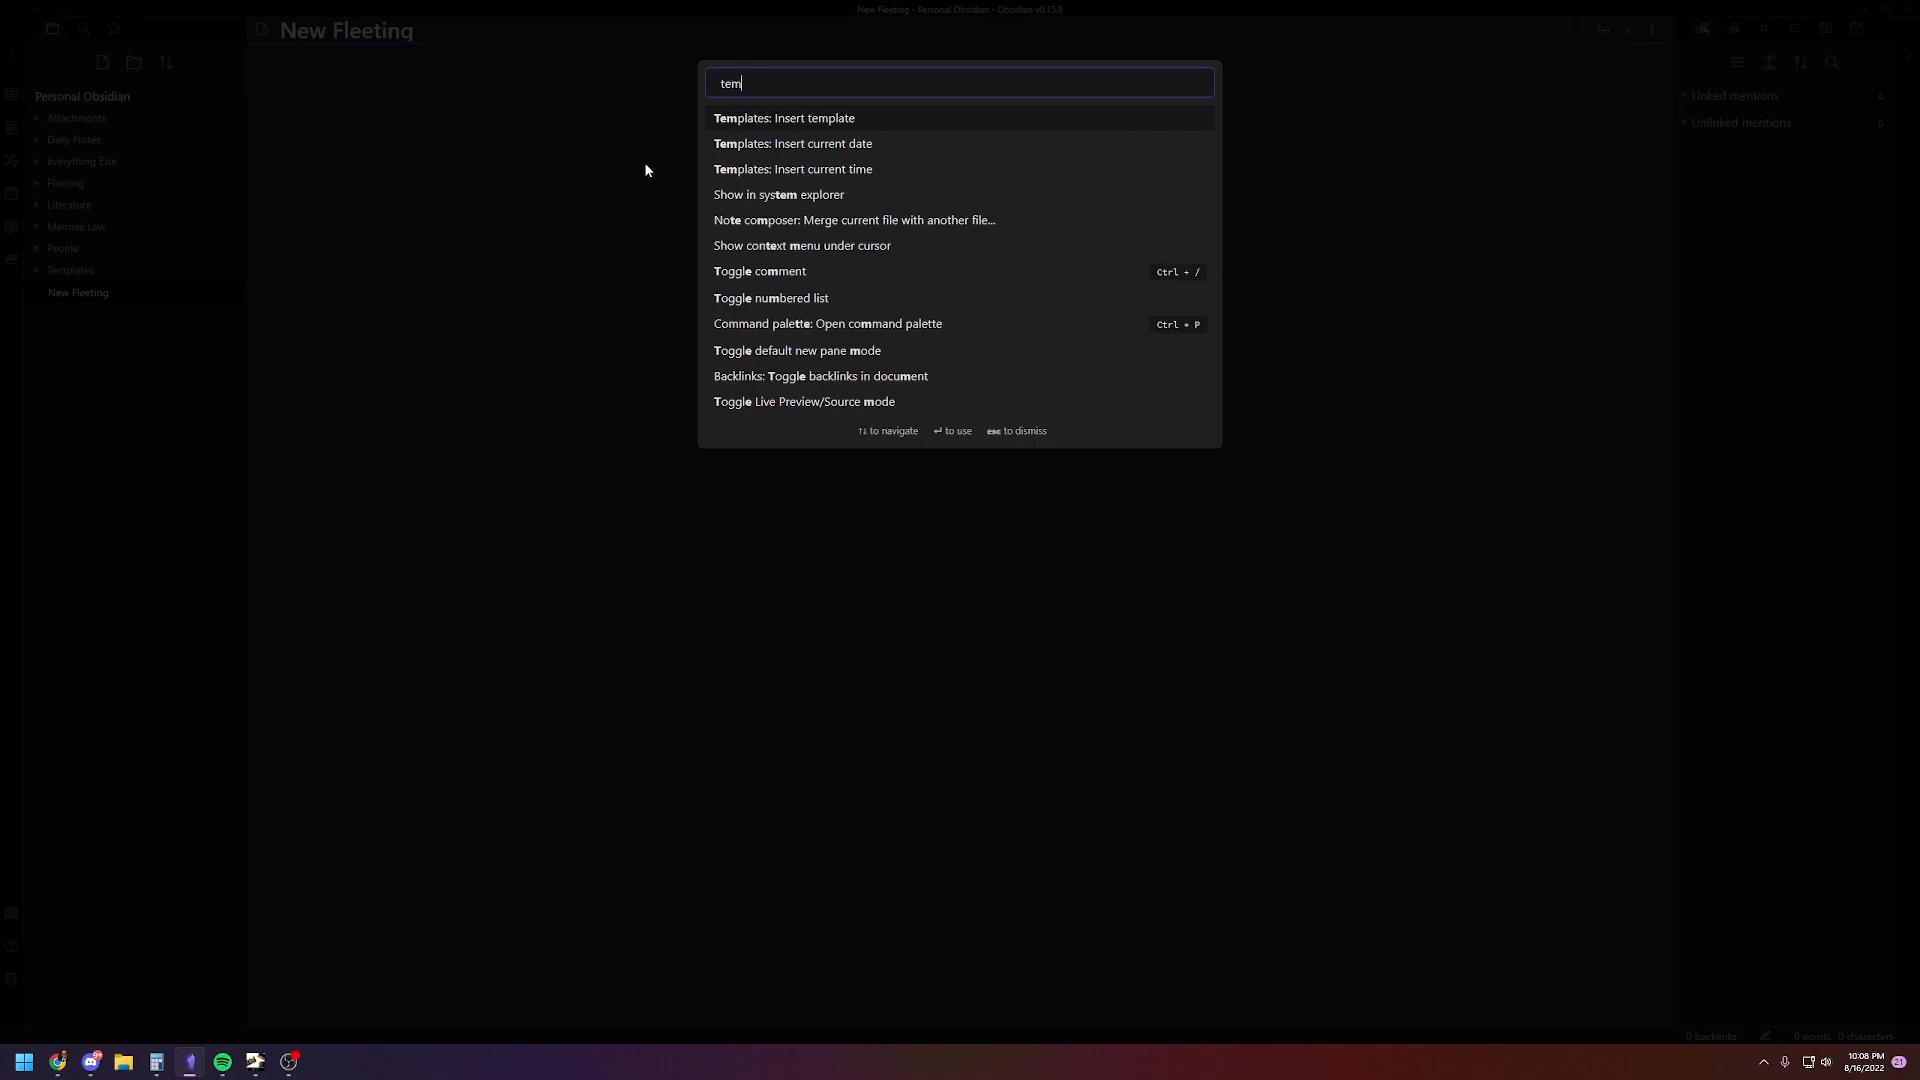 New Fleeting - Personal Obsidian - Obsidian v0.15.9
New Fleeting
Personal Obsidian
Attachments
Daily Notes
Everything Else
Fleeting
Literature
Melrose Law
People
Templates
New Fleeting
tem
Templates: Insert template
Templates: Insert current date
Templates: Insert current time
Show in system explorer
Note composer: Merge current file with another file...
Show context menu under cursor
Toggle comment Ctrl + /
Toggle numbered list
Command palette: Open command palette Ctrl + P
Toggle default new pane mode
Backlinks: Toggle backlinks in document
Toggle Live Preview/Source mode
↑↓ to navigate ↵ to use esc to dismiss
Linked mentions 0
Unlinked mentions 0
0 backlinks 0 words 0 characters
10:08 PM
8/16/2022
21